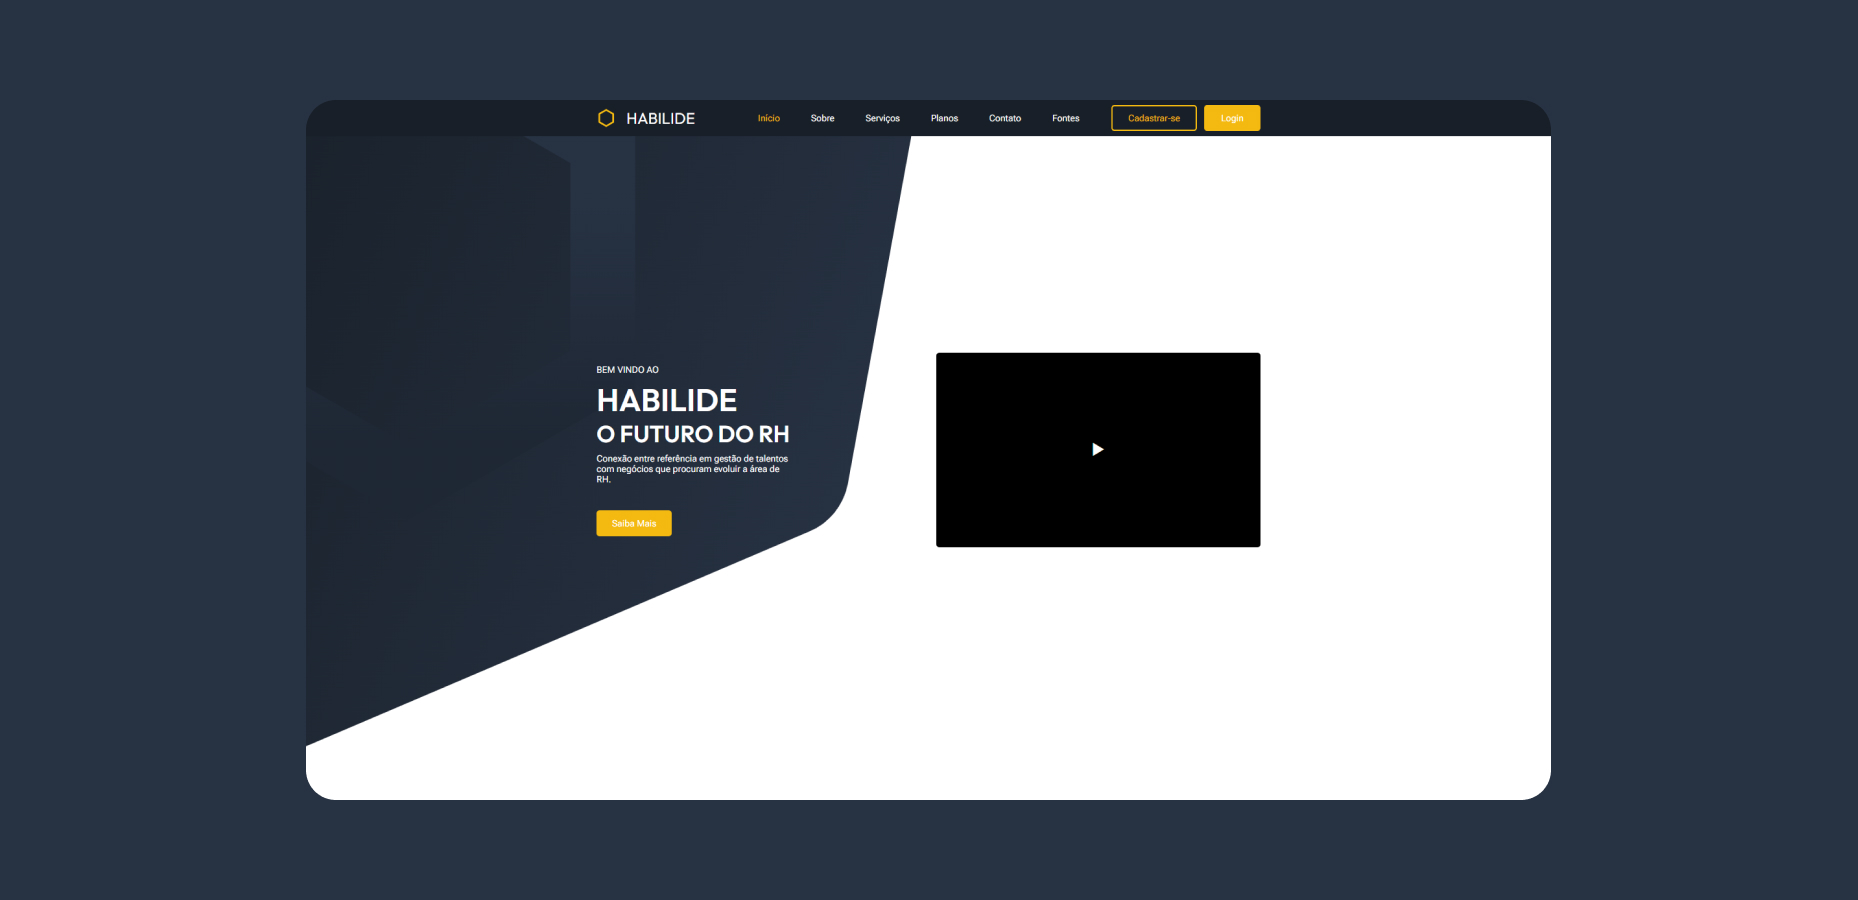 HABILIDE
Início
Sobre
Serviços
Planos
Contato
Fontes
Cadastrar-se
Login
BEM VINDO AO
HABILIDE
O FUTURO DO RH
Conexão entre referência em gestão de talentos
com negócios que procuram evoluir a área de
RH.
Saiba Mais